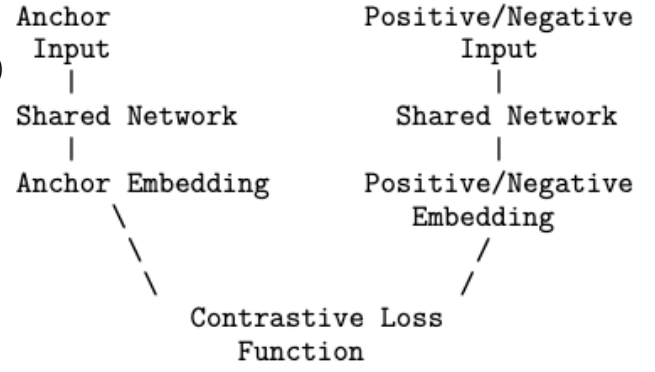 Anchor Positive/Negative
Input Input
| |
Shared Network Shared Network
| |
Anchor Embedding Positive/Negative
\ Embedding
\ /
\ /
Contrastive Loss
Function
)